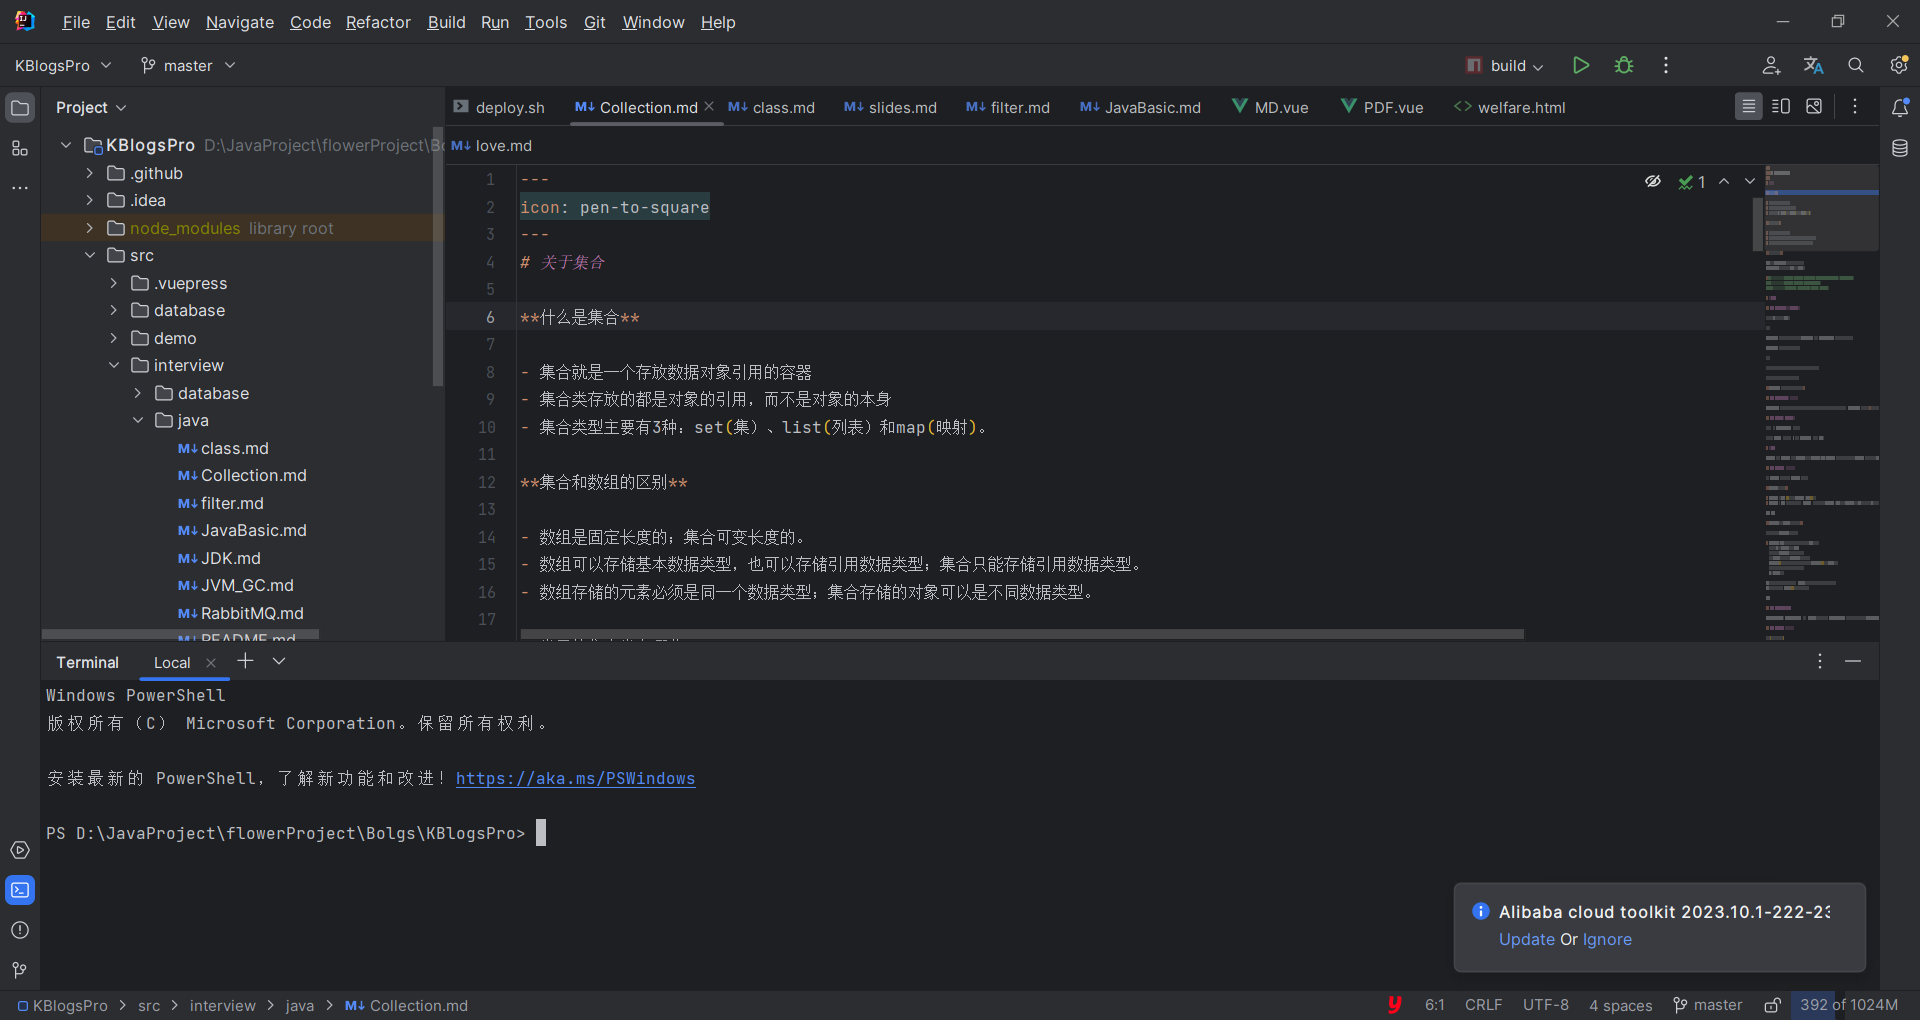 File Edit View Navigate Code Refactor Build Run Tools Git Window Help
KBlogsPro master build
Project
KBlogsPro D:\JavaProject\flowerProject\B
.github
.idea
node_modules library root
src
.vuepress
database
demo
interview
database
java
class.md
Collection.md
filter.md
JavaBasic.md
JDK.md
JVM_GC.md
RabbitMQ.md
README.md
deploy.sh Collection.md class.md slides.md filter.md JavaBasic.md MD.vue PDF.vue welfare.html
love.md
1 ---
2 icon: pen-to-square
3 ---
4 # 关于集合
5
6 **什么是集合**
7
8 - 集合就是一个存放数据对象引用的容器
9 - 集合类存放的都是对象的引用，而不是对象的本身
10 - 集合类型主要有3种：set(集）、list(列表）和map(映射)。
11
12 **集合和数组的区别**
13
14 - 数组是固定长度的；集合可变长度的。
15 - 数组可以存储基本数据类型，也可以存储引用数据类型；集合只能存储引用数据类型。
16 - 数组存储的元素必须是同一个数据类型；集合存储的对象可以是不同数据类型。
17
1
Terminal Local
Windows PowerShell
版权所有（C） Microsoft Corporation。保留所有权利。
安装最新的 PowerShell，了解新功能和改进！https://aka.ms/PSWindows
PS D:\JavaProject\flowerProject\Bolgs\KBlogsPro>
Alibaba cloud toolkit 2023.10.1-222-23
Update Or Ignore
KBlogsPro src interview java Collection.md
6:1 CRLF UTF-8 4 spaces master 392 of 1024M